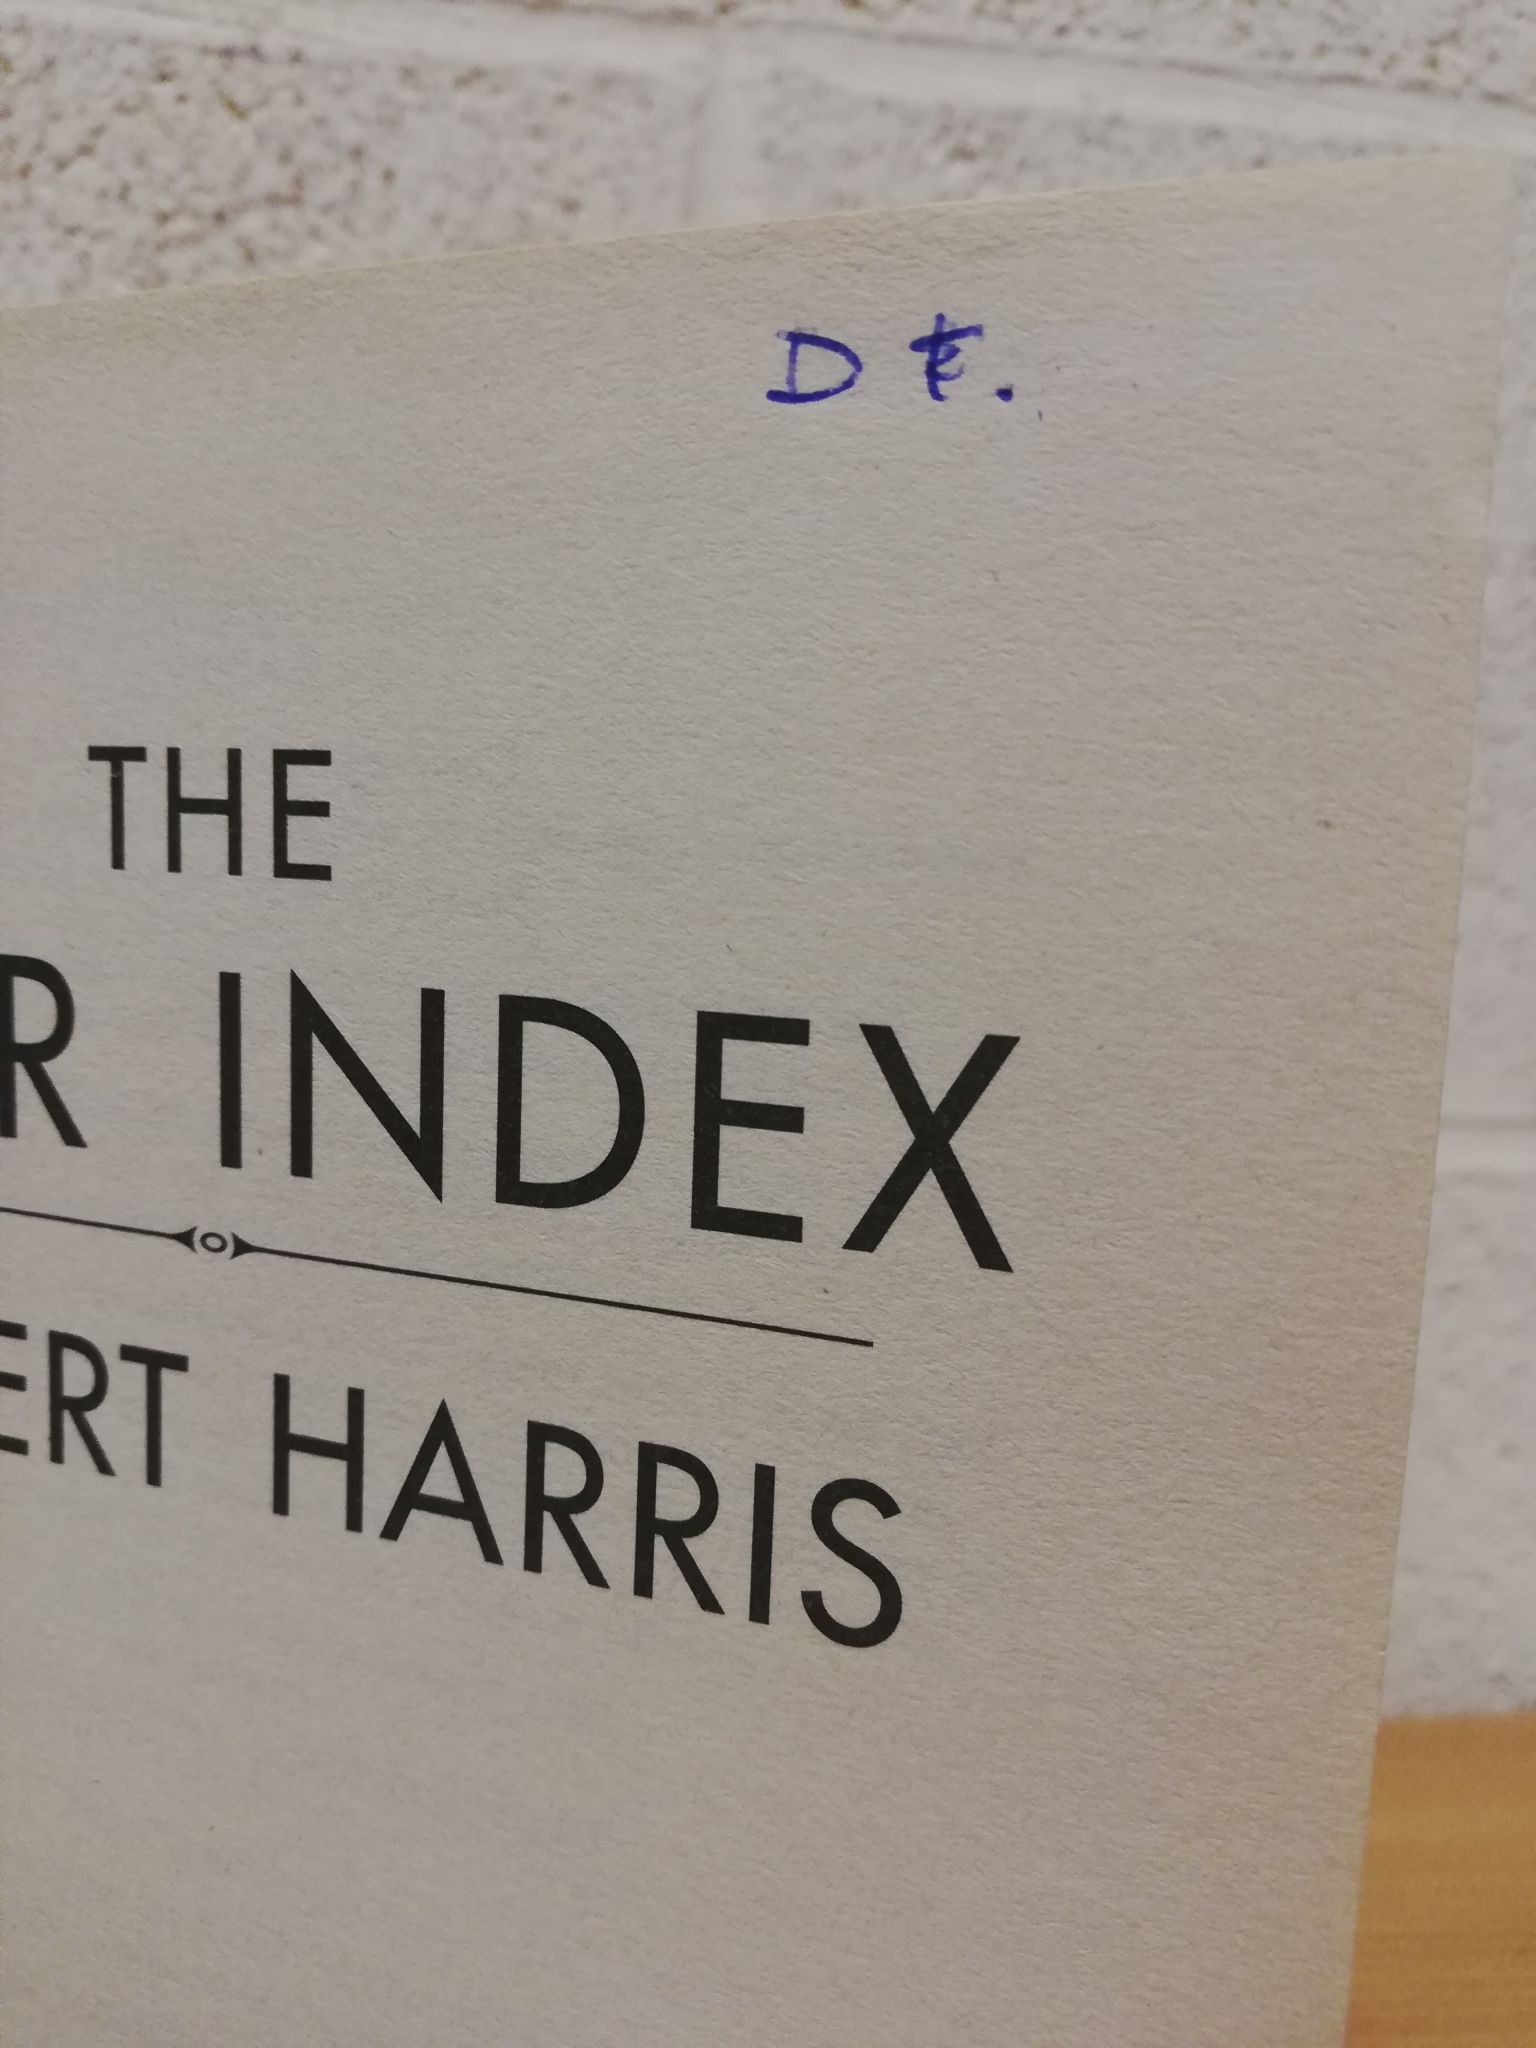 D E.
THE
R INDEX
ERT HARRIS